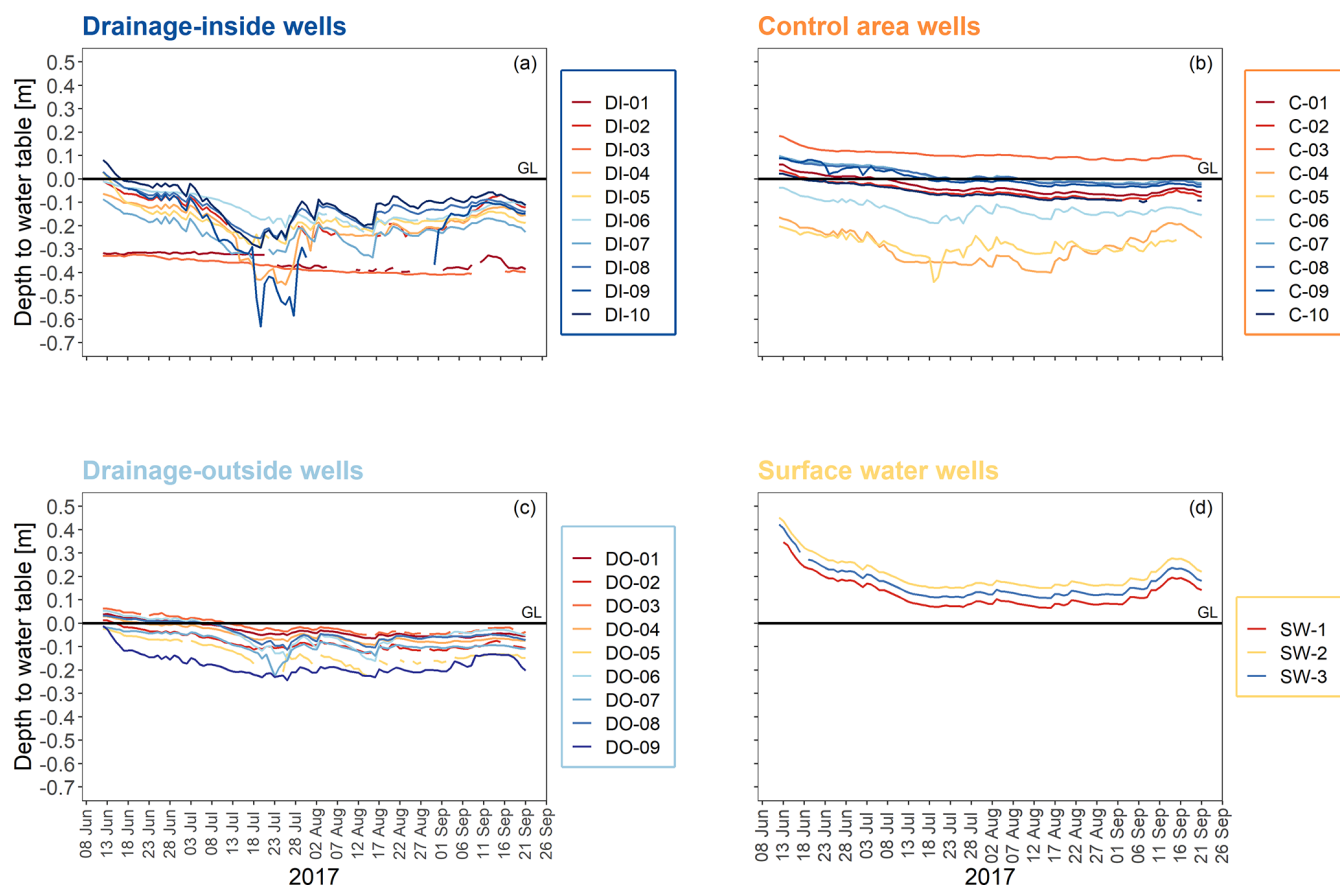 Drainage-inside wells
Depth to water table [m]
0.5
0.4
0.3
0.2
0.1
0.0
-0.1
-0.2
-0.3
-0.4
-0.5
-0.6
-0.7
(a)
GL
DI-01
DI-02
DI-03
DI-04
DI-05
DI-06
DI-07
DI-08
DI-09
DI-10
Control area wells
(b)
GL
C-01
C-02
C-03
C-04
C-05
C-06
C-07
C-08
C-09
C-10
Drainage-outside wells
Depth to water table [m]
0.5
0.4
0.3
0.2
0.1
0.0
-0.1
-0.2
-0.3
-0.4
-0.5
-0.6
-0.7
(c)
GL
08 Jun
13 Jun
18 Jun
23 Jun
28 Jun
03 Jul
08 Jul
13 Jul
18 Jul
23 Jul
28 Jul
02 Aug
07 Aug
12 Aug
17 Aug
22 Aug
27 Aug
01 Sep
06 Sep
11 Sep
16 Sep
21 Sep
26 Sep
2017
DO-01
DO-02
DO-03
DO-04
DO-05
DO-06
DO-07
DO-08
DO-09
Surface water wells
(d)
GL
08 Jun
13 Jun
18 Jun
23 Jun
28 Jun
03 Jul
08 Jul
13 Jul
18 Jul
23 Jul
28 Jul
02 Aug
07 Aug
12 Aug
17 Aug
22 Aug
27 Aug
01 Sep
06 Sep
11 Sep
16 Sep
21 Sep
26 Sep
2017
SW-1
SW-2
SW-3